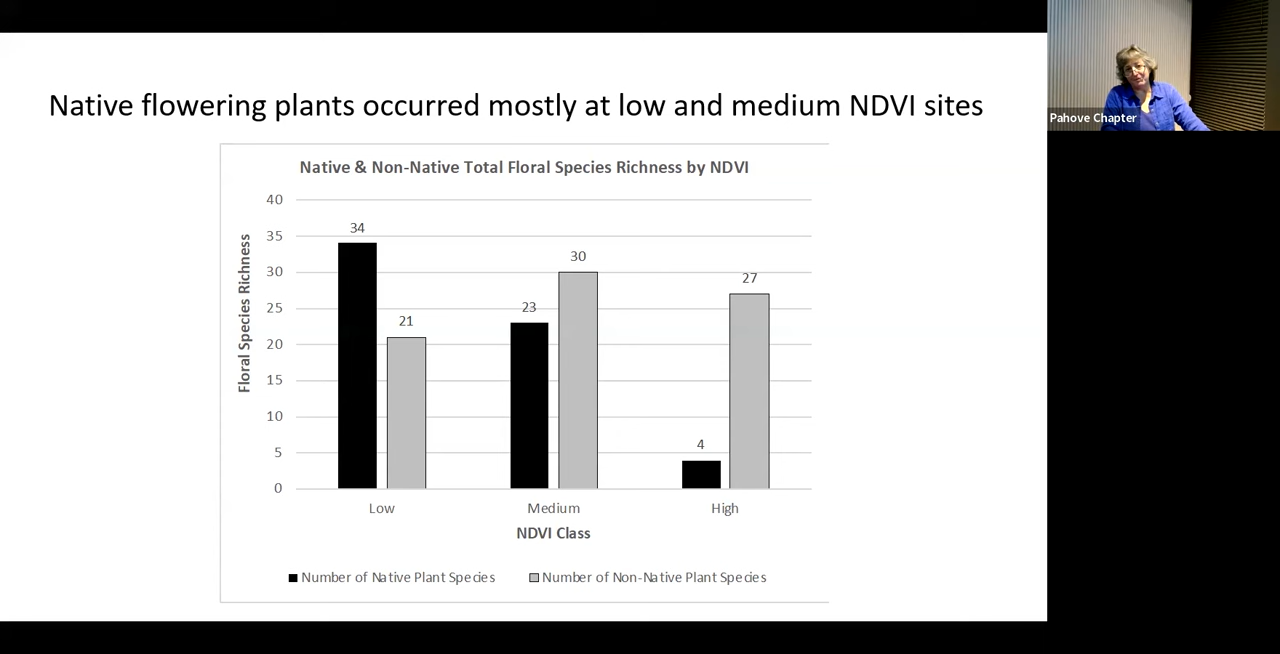 Native flowering plants occurred mostly at low and medium NDVI sites
Pahove Chapter
Native & Non-Native Total Floral Species Richness by NDVI
Floral Species Richness
40
35
30
25
20
15
10
5
0
34
21
23
30
4
27
Low
Medium
High
NDVI Class
Number of Native Plant Species
Number of Non-Native Plant Species